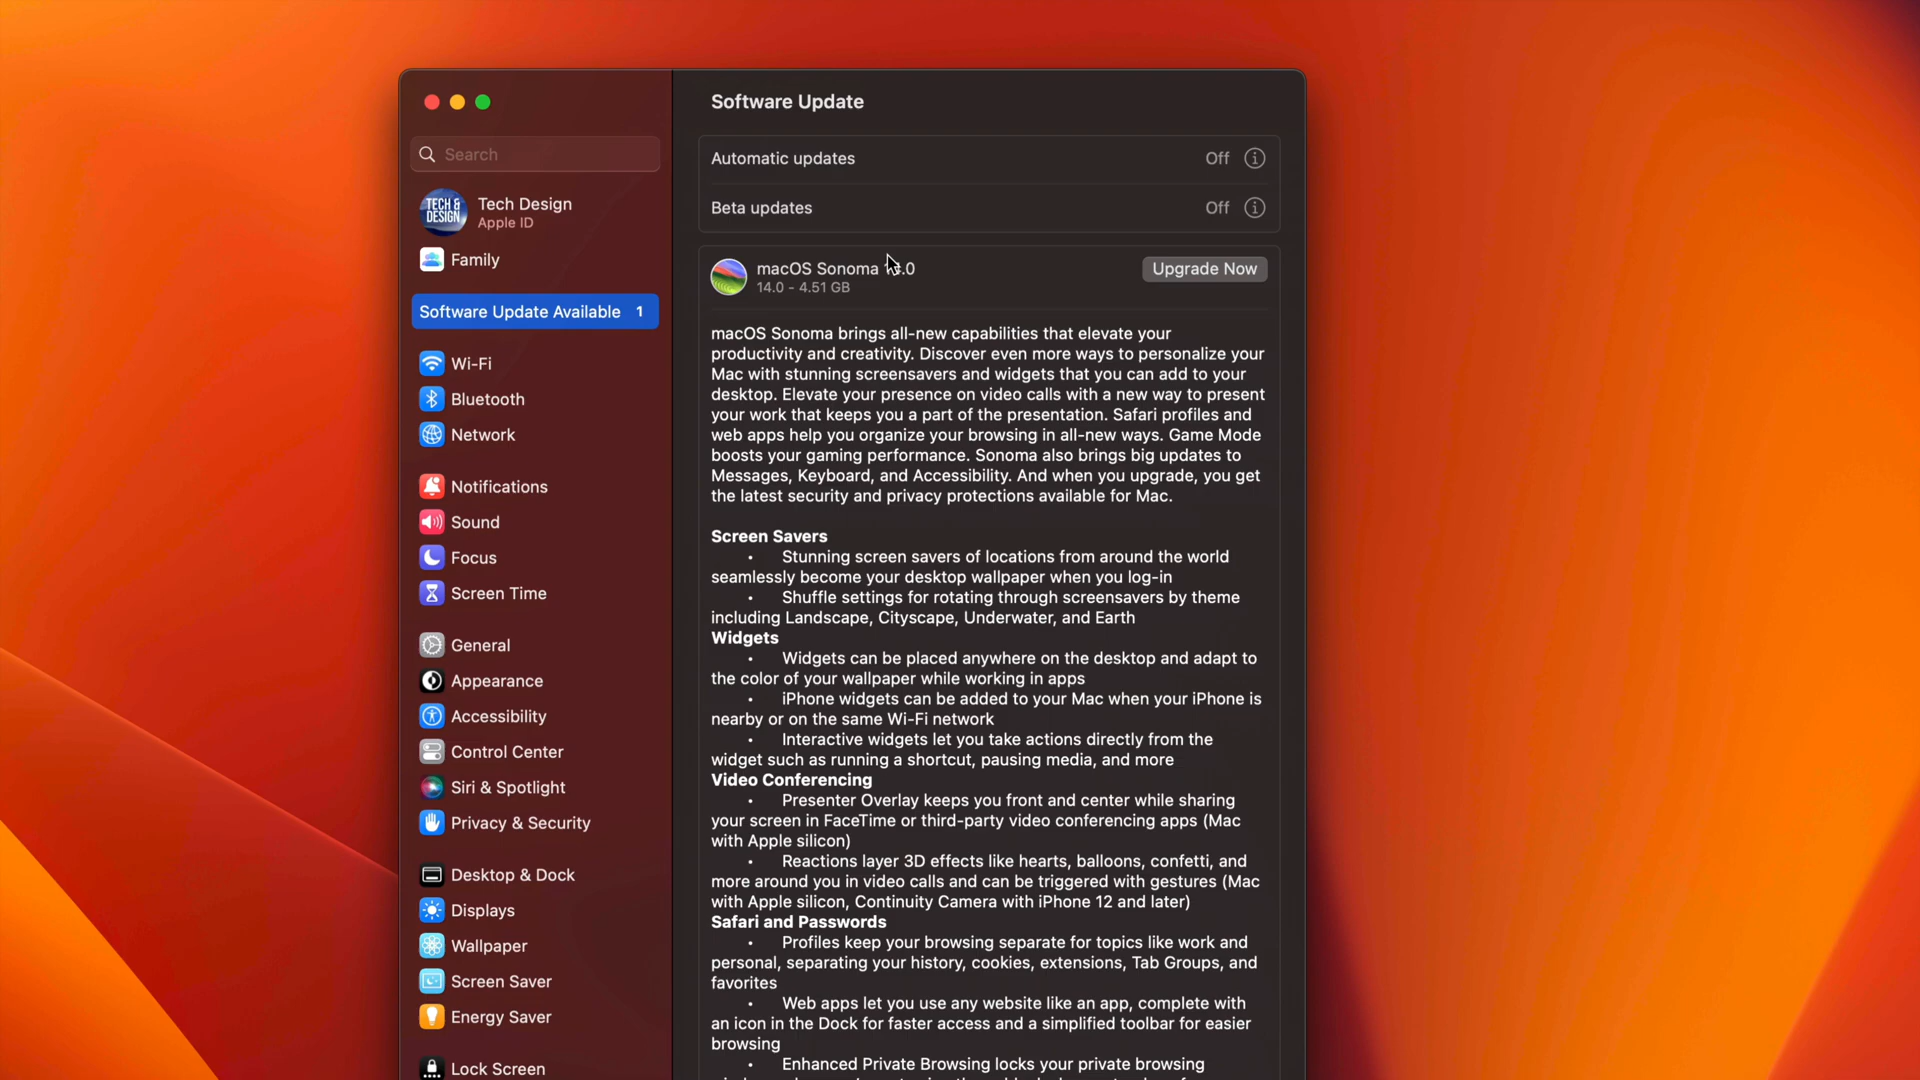 Software Update
Search
Automatic updates Off
TECH &
DESIGN
Tech Design
Apple ID
Beta updates Off
Family
macOS Sonoma .0 Upgrade Now
14.0 - 4.51 GB
Software Update Available 1
macOS Sonoma brings all-new capabilities that elevate your
productivity and creativity. Discover even more ways to personalize your
Mac with stunning screensavers and widgets that you can add to your
desktop. Elevate your presence on video calls with a new way to present
your work that keeps you a part of the presentation. Safari profiles and
web apps help you organize your browsing in all-new ways. Game Mode
boosts your gaming performance. Sonoma also brings big updates to
Messages, Keyboard, and Accessibility. And when you upgrade, you get
the latest security and privacy protections available for Mac.
Wi-Fi
Bluetooth
Network
Notifications
Sound
Focus
Screen Time
General
Appearance
Accessibility
Control Center
Siri & Spotlight
Privacy & Security
Desktop & Dock
Displays
Wallpaper
Screen Saver
Energy Saver
Lock Screen
Screen Savers
• Stunning screen savers of locations from around the world
seamlessly become your desktop wallpaper when you log-in
• Shuffle settings for rotating through screensavers by theme
including Landscape, Cityscape, Underwater, and Earth
Widgets
• Widgets can be placed anywhere on the desktop and adapt to
the color of your wallpaper while working in apps
• iPhone widgets can be added to your Mac when your iPhone is
nearby or on the same Wi-Fi network
• Interactive widgets let you take actions directly from the
widget such as running a shortcut, pausing media, and more
Video Conferencing
• Presenter Overlay keeps you front and center while sharing
your screen in FaceTime or third-party video conferencing apps (Mac
with Apple silicon)
• Reactions layer 3D effects like hearts, balloons, confetti, and
more around you in video calls and can be triggered with gestures (Mac
with Apple silicon, Continuity Camera with iPhone 12 and later)
Safari and Passwords
• Profiles keep your browsing separate for topics like work and
personal, separating your history, cookies, extensions, Tab Groups, and
favorites
• Web apps let you use any website like an app, complete with
an icon in the Dock for faster access and a simplified toolbar for easier
browsing
• Enhanced Private Browsing locks your private browsing